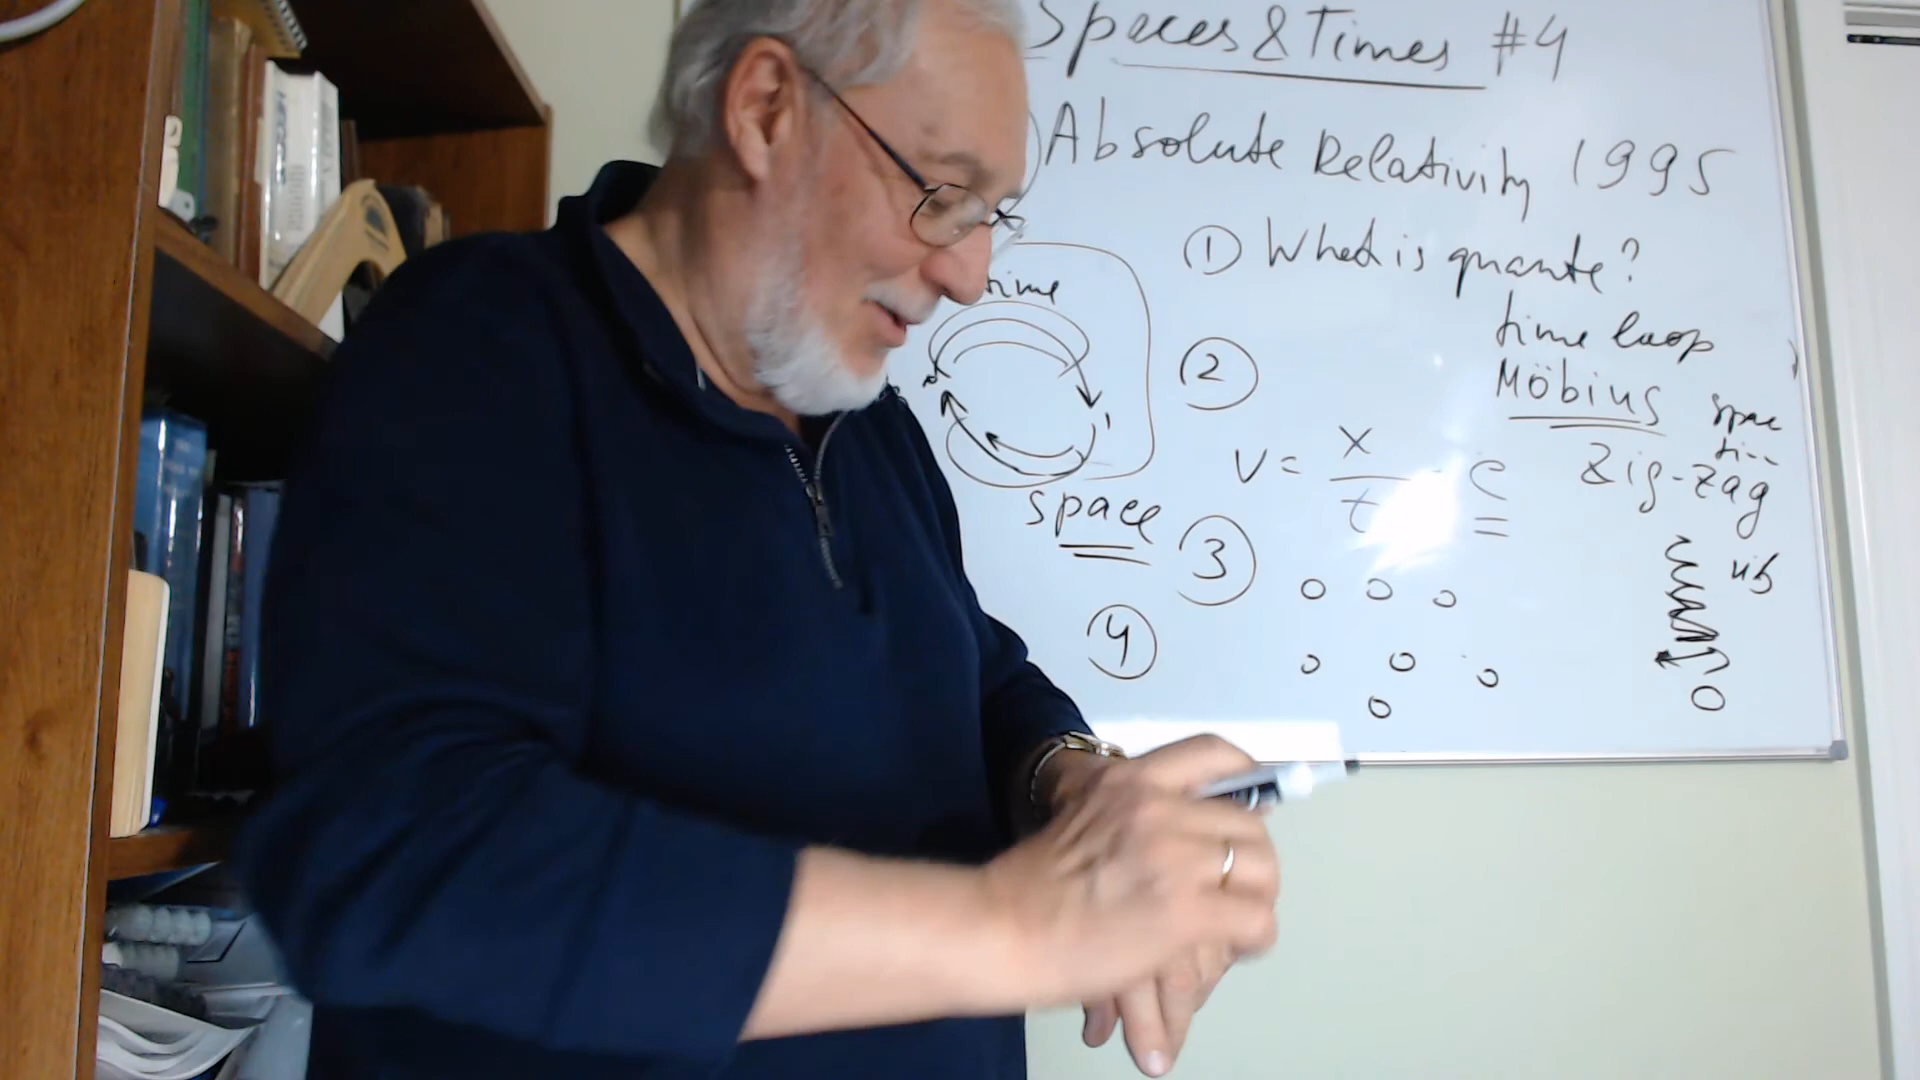 Spaces & Times #4
Absolute Relativity 1995
① What is quante?
time
time loop
②
Möbius
space
V = x / t
c
Zig-zag
③
④